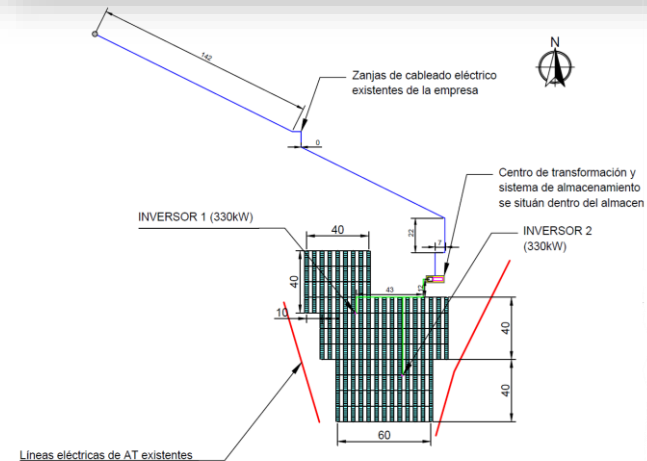 142
N
Zanjas de cableado eléctrico
existentes de la empresa
0
Centro de transformación y
sistema de almacenamiento
se sitúan dentro del almacen
INVERSOR 1 (330kW)
INVERSOR 2
(330kW)
40
22
7
40
43
12
10
40
40
60
Líneas eléctricas de AT existentes